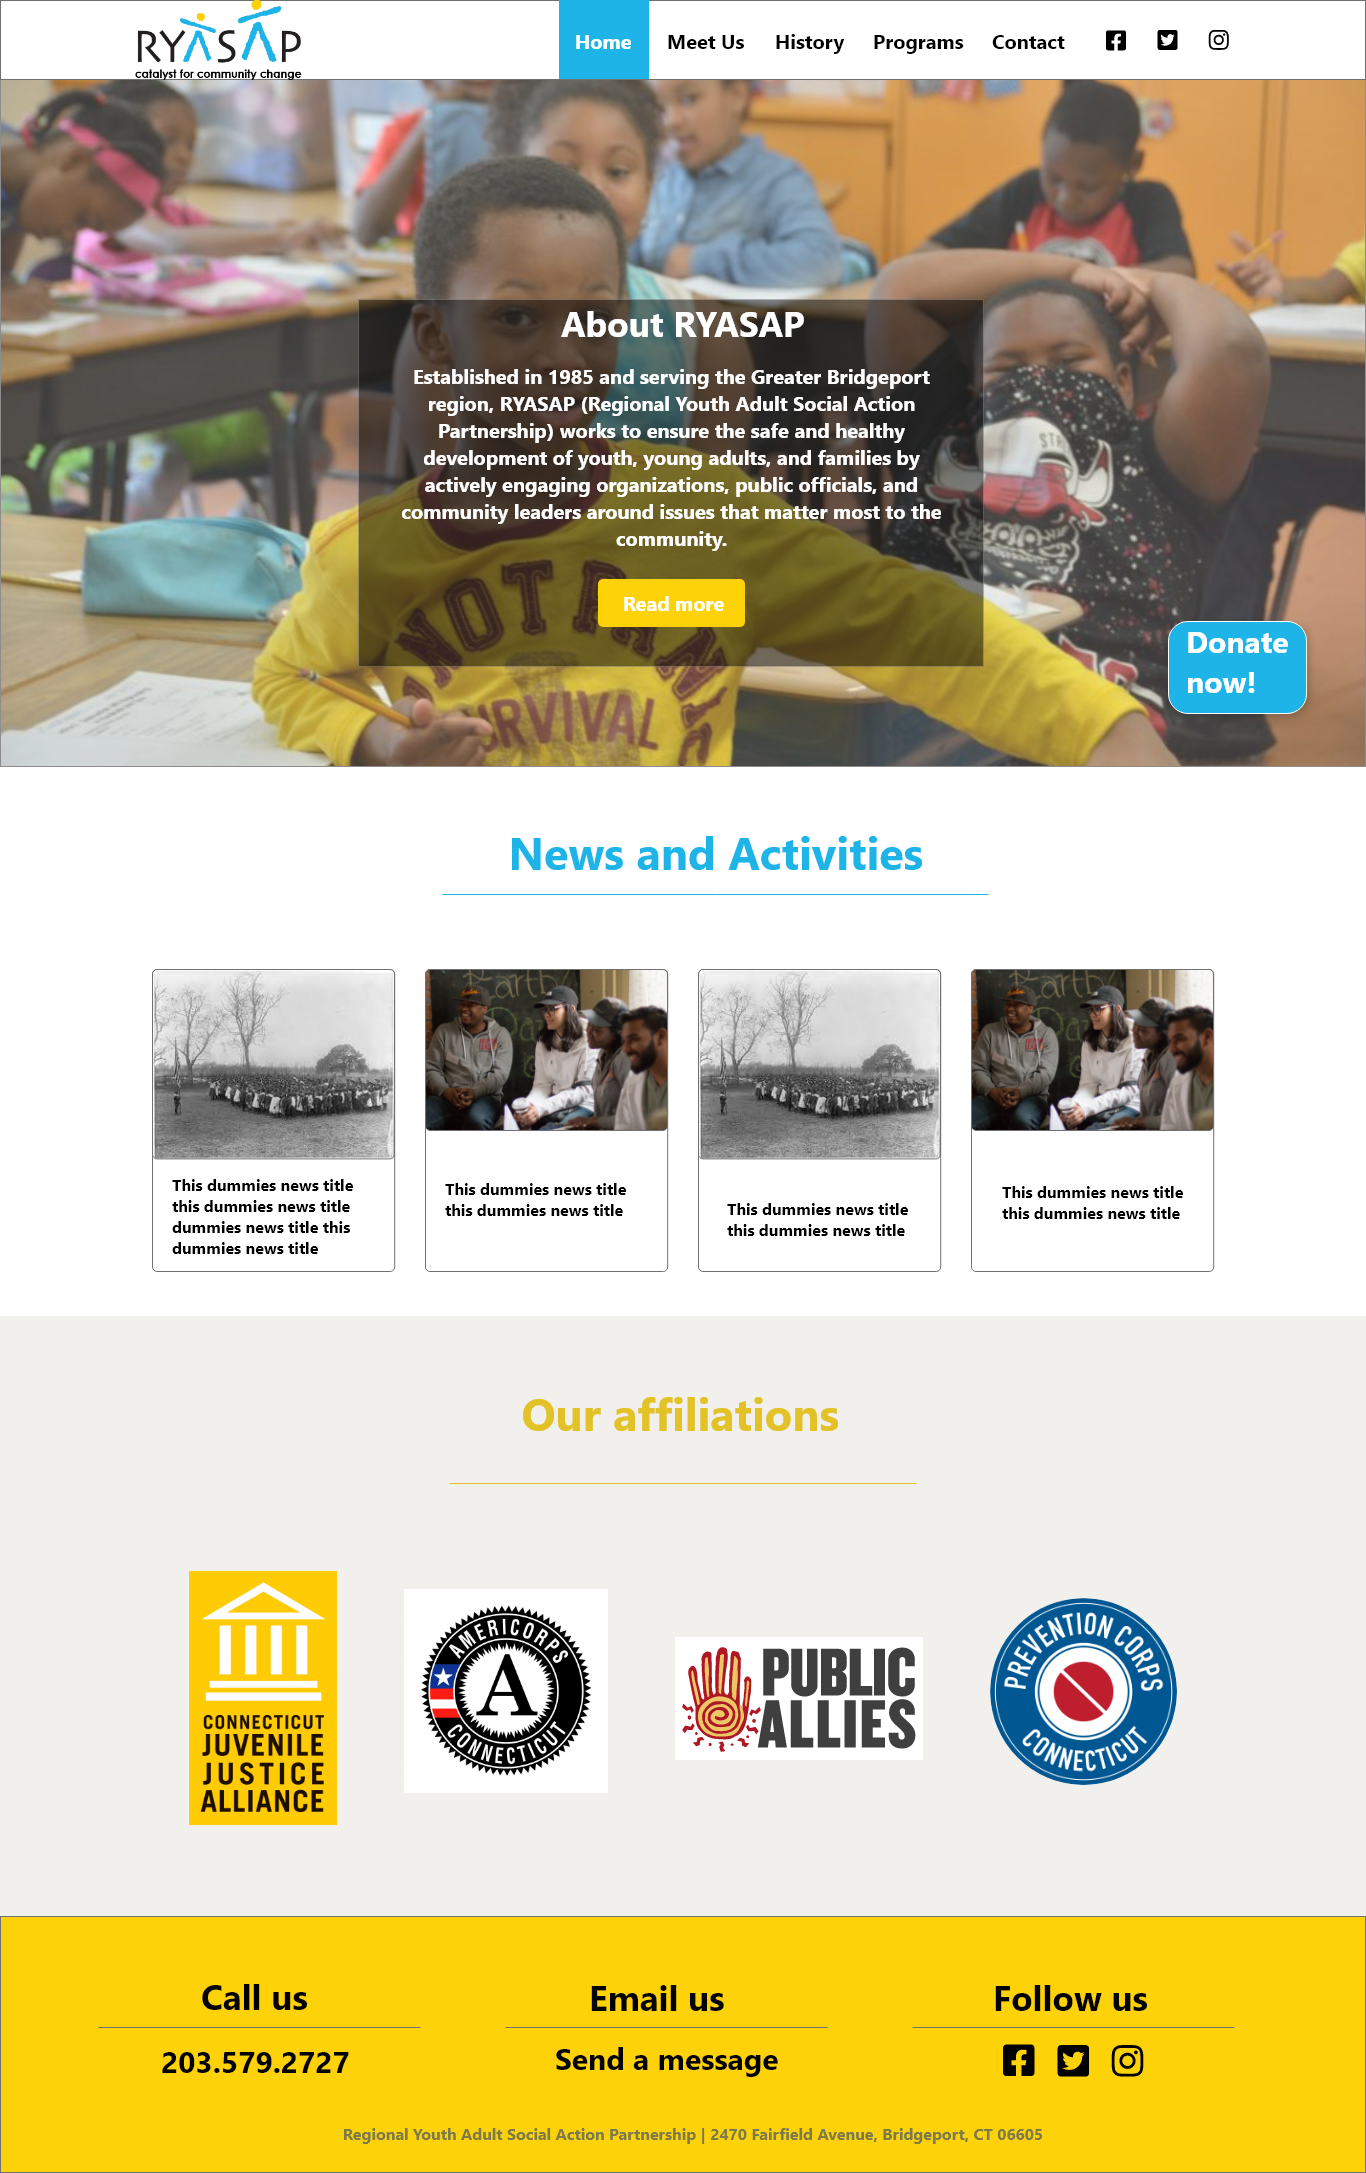 RYASAP
catalyst for community change
Home
Meet Us
History
Programs
Contact
About RYASAP
Established in 1985 and serving the Greater Bridgeport
region, RYASAP (Regional Youth Adult Social Action
Partnership) works to ensure the safe and healthy
development of youth, young adults, and families by
actively engaging organizations, public officials, and
community leaders around issues that matter most to the
community.
Read more
NOTRAN
SURVIVAL
Donate
now!
News and Activities
Earth
Da
This dummies news title
this dummies news title
dummies news title this
dummies news title
This dummies news title
this dummies news title
This dummies news title
this dummies news title
Earth
Da
This dummies news title
this dummies news title
Our affiliations
CONNECTICUT
JUVENILE
JUSTICE
ALLIANCE
AMERICORPS
A
CONNECTICUT
PUBLIC
ALLIES
PREVENTION CORPS
CONNECTICUT
Call us
203.579.2727
Email us
Send a message
Follow us
Regional Youth Adult Social Action Partnership | 2470 Fairfield Avenue, Bridgeport, CT 06605